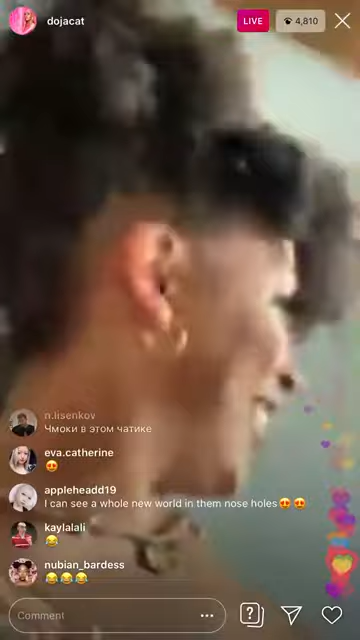 dojacat
LIVE
4,810
n.lisenkov
Чмоки в этом чатике
eva.catherine
😍
appleheadd19
I can see a whole new world in them nose holes😍😍
kaylalali
😂
nubian_bardess
😂😂😂
Comment